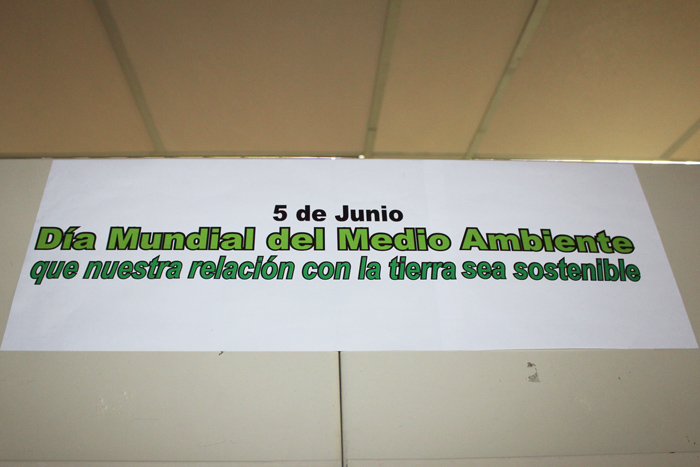 5 de Junio
Día Mundial del Medio Ambiente
que nuestra relación con la tierra sea sostenible